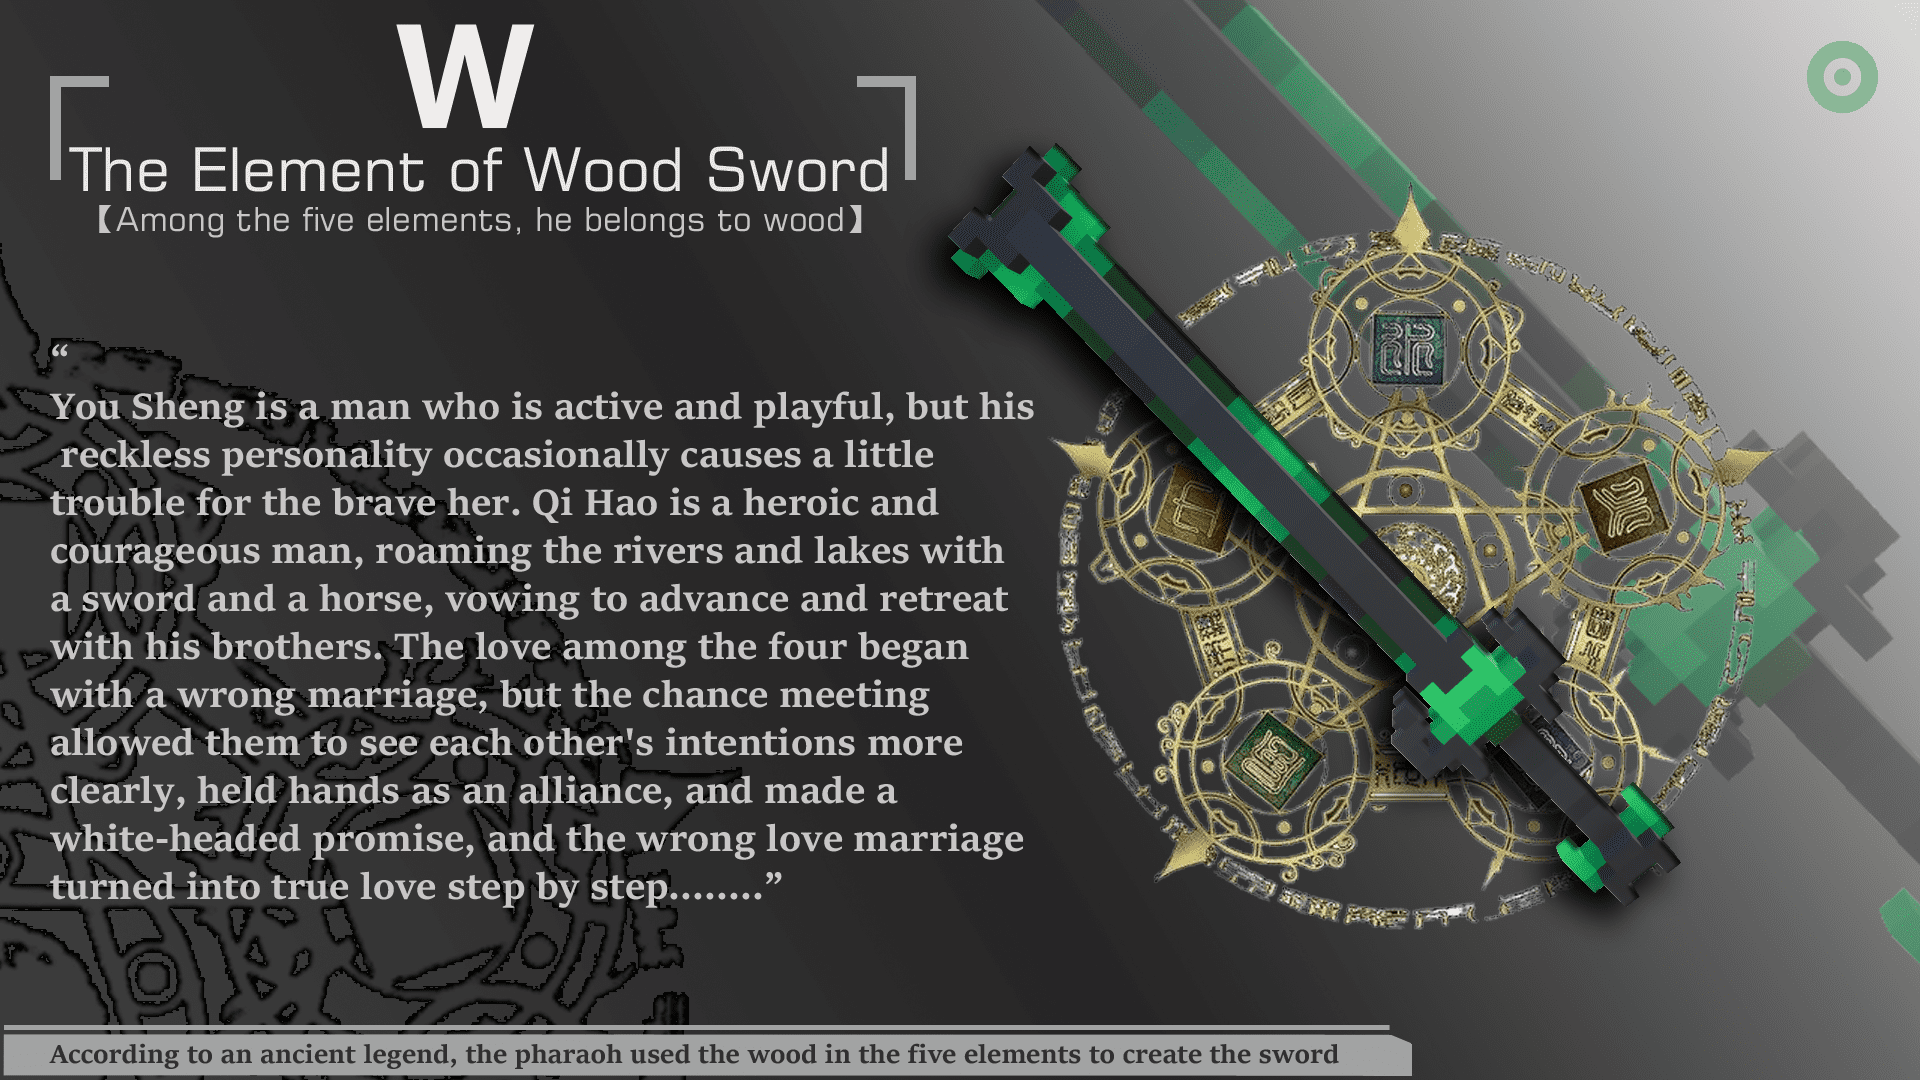 W
The Element of Wood Sword
【Among the five elements, he belongs to wood】
“
You Sheng is a man who is active and playful, but his
reckless personality occasionally causes a little
trouble for the brave her. Qi Hao is a heroic and
courageous man, roaming the rivers and lakes with
a sword and a horse, vowing to advance and retreat
with his brothers. The love among the four began
with a wrong marriage, but the chance meeting
allowed them to see each other's intentions more
clearly, held hands as an alliance, and made a
white-headed promise, and the wrong love marriage
turned into true love step by step........”
According to an ancient legend, the pharaoh used the wood in the five elements to create the sword